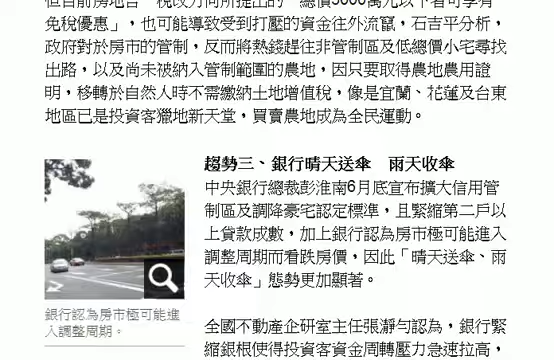 免稅優惠」，也可能導致受到打壓的資金往外流竄，石吉平分析，
政府對於房市的管制，反而將熱錢趕往非管制區及低總價小宅尋找
出路，以及尚未被納入管制範圍的農地，因只要取得農地農用證
明，移轉於自然人時不需繳納土地增值稅，像是宜蘭、花蓮及台東
地區已是投資客獵地新天堂，買賣農地成為全民運動。
趨勢三、銀行晴天送傘　雨天收傘
中央銀行總裁彭淮南6月底宣布擴大信用管
制區及調降豪宅認定標準，且緊縮第二戶以
上貸款成數，加上銀行認為房市極可能進入
調整周期而看跌房價，因此「晴天送傘、雨
天收傘」態勢更加顯著。
銀行認為房市極可能進
入調整周期。
全國不動產企研室主任張瀞勻認為，銀行緊
縮銀根使得投資客資金周轉壓力急速拉高，